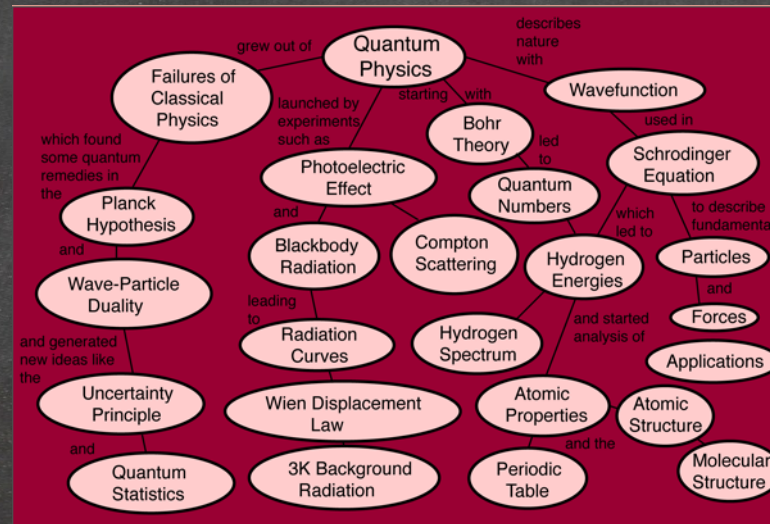 Quantum
Physics
grew out of
Failures of
Classical
Physics
which found
some quantum
remedies in
the
Planck
Hypothesis
and
Wave-Particle
Duality
and generated
new ideas like
the
Uncertainty
Principle
and
Quantum
Statistics
launched by
experiments
such as
Photoelectric
Effect
and
Blackbody
Radiation
Compton
Scattering
leading
to
Radiation
Curves
Wien Displacement
Law
3K Background
Radiation
starting with
Bohr
Theory
led
to
Quantum
Numbers
describes
nature
with
Wavefunction
used in
Schrodinger
Equation
which
led to
Hydrogen
Energies
to describe
fundamenta
Particles
and
Forces
Applications
Hydrogen
Spectrum
and started
analysis of
Atomic
Properties
and the
Periodic
Table
Atomic
Structure
Molecular
Structure